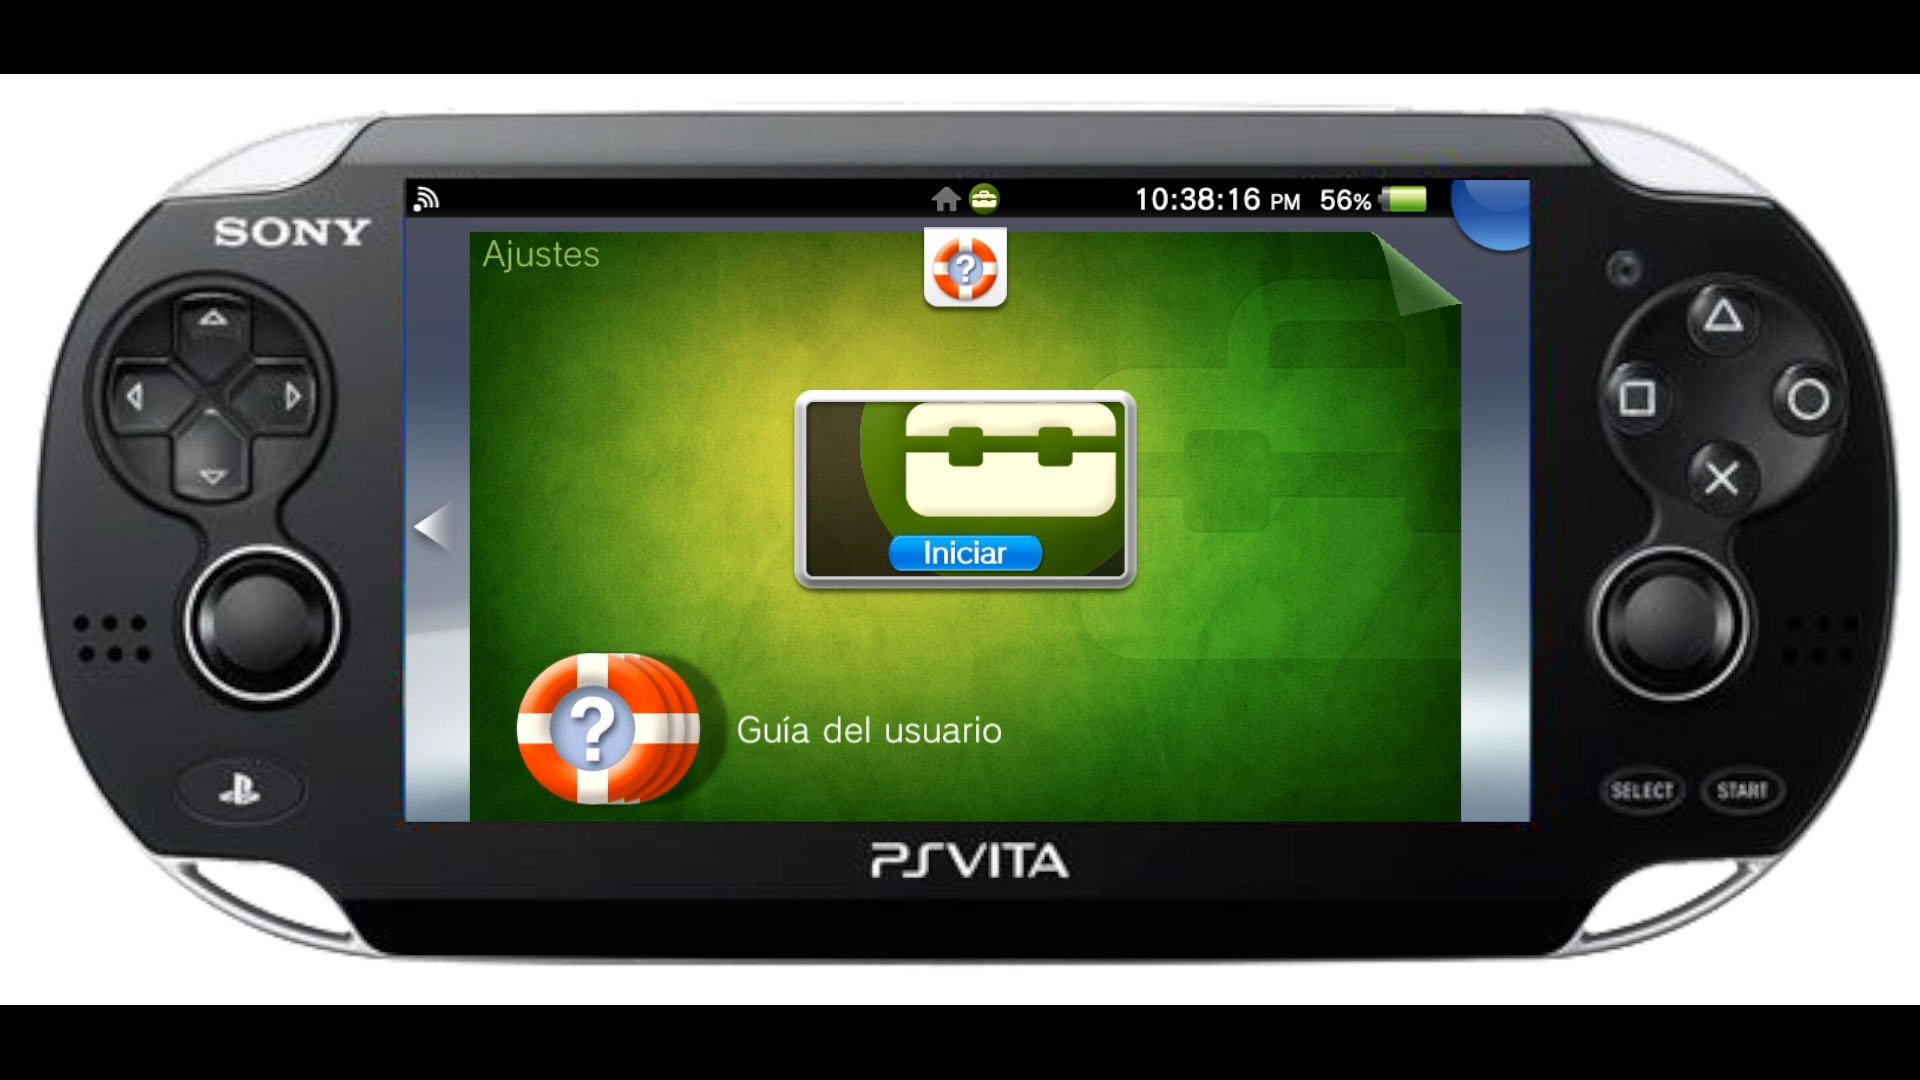 SONY
10:38:16 PM 56%
Ajustes
?
Iniciar
?
Guía del usuario
SELECT START
PSVITA